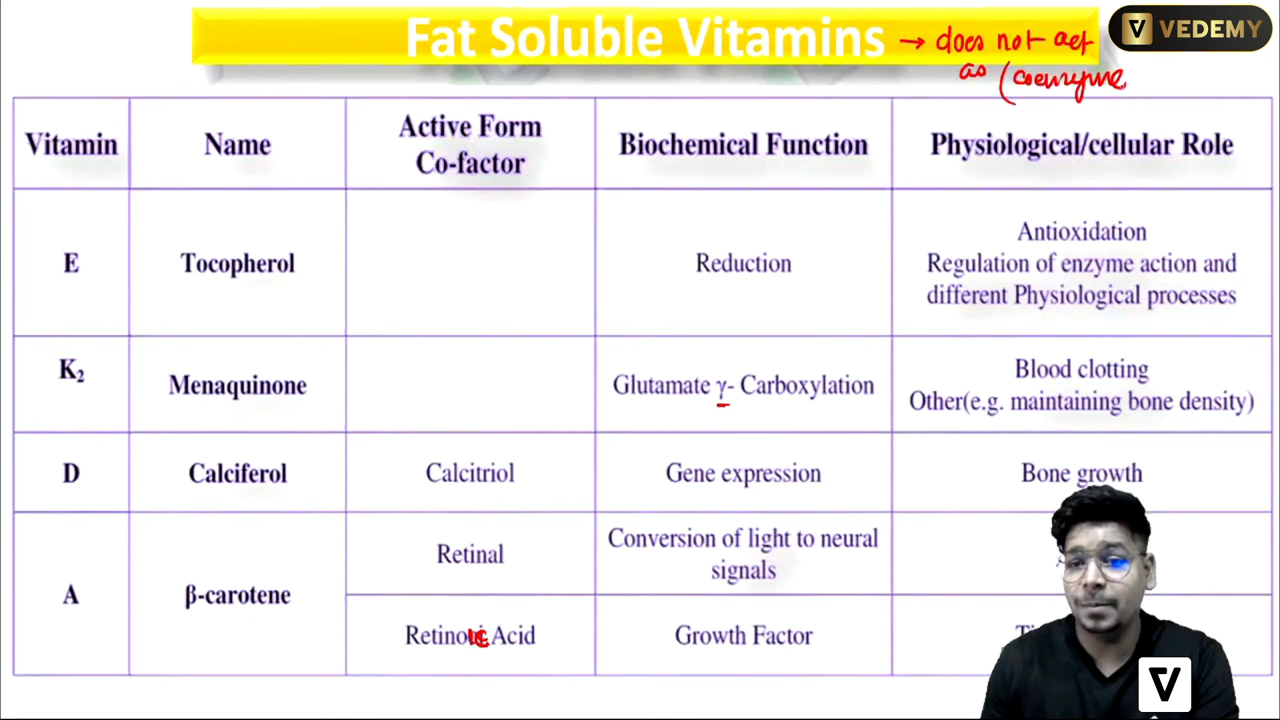 Fat Soluble Vitamins → does not act
as coenzyme
VEDEMY
Vitamin
Name
Active Form
Co-factor
Biochemical Function
Physiological/cellular Role
E
Tocopherol
Reduction
Antioxidation
Regulation of enzyme action and
different Physiological processes
K₂
Menaquinone
Glutamate γ- Carboxylation
Blood clotting
Other(e.g. maintaining bone density)
D
Calciferol
Calcitriol
Gene expression
Bone growth
A
β-carotene
Retinal
Conversion of light to neural
signals
Retinoic Acid
Growth Factor